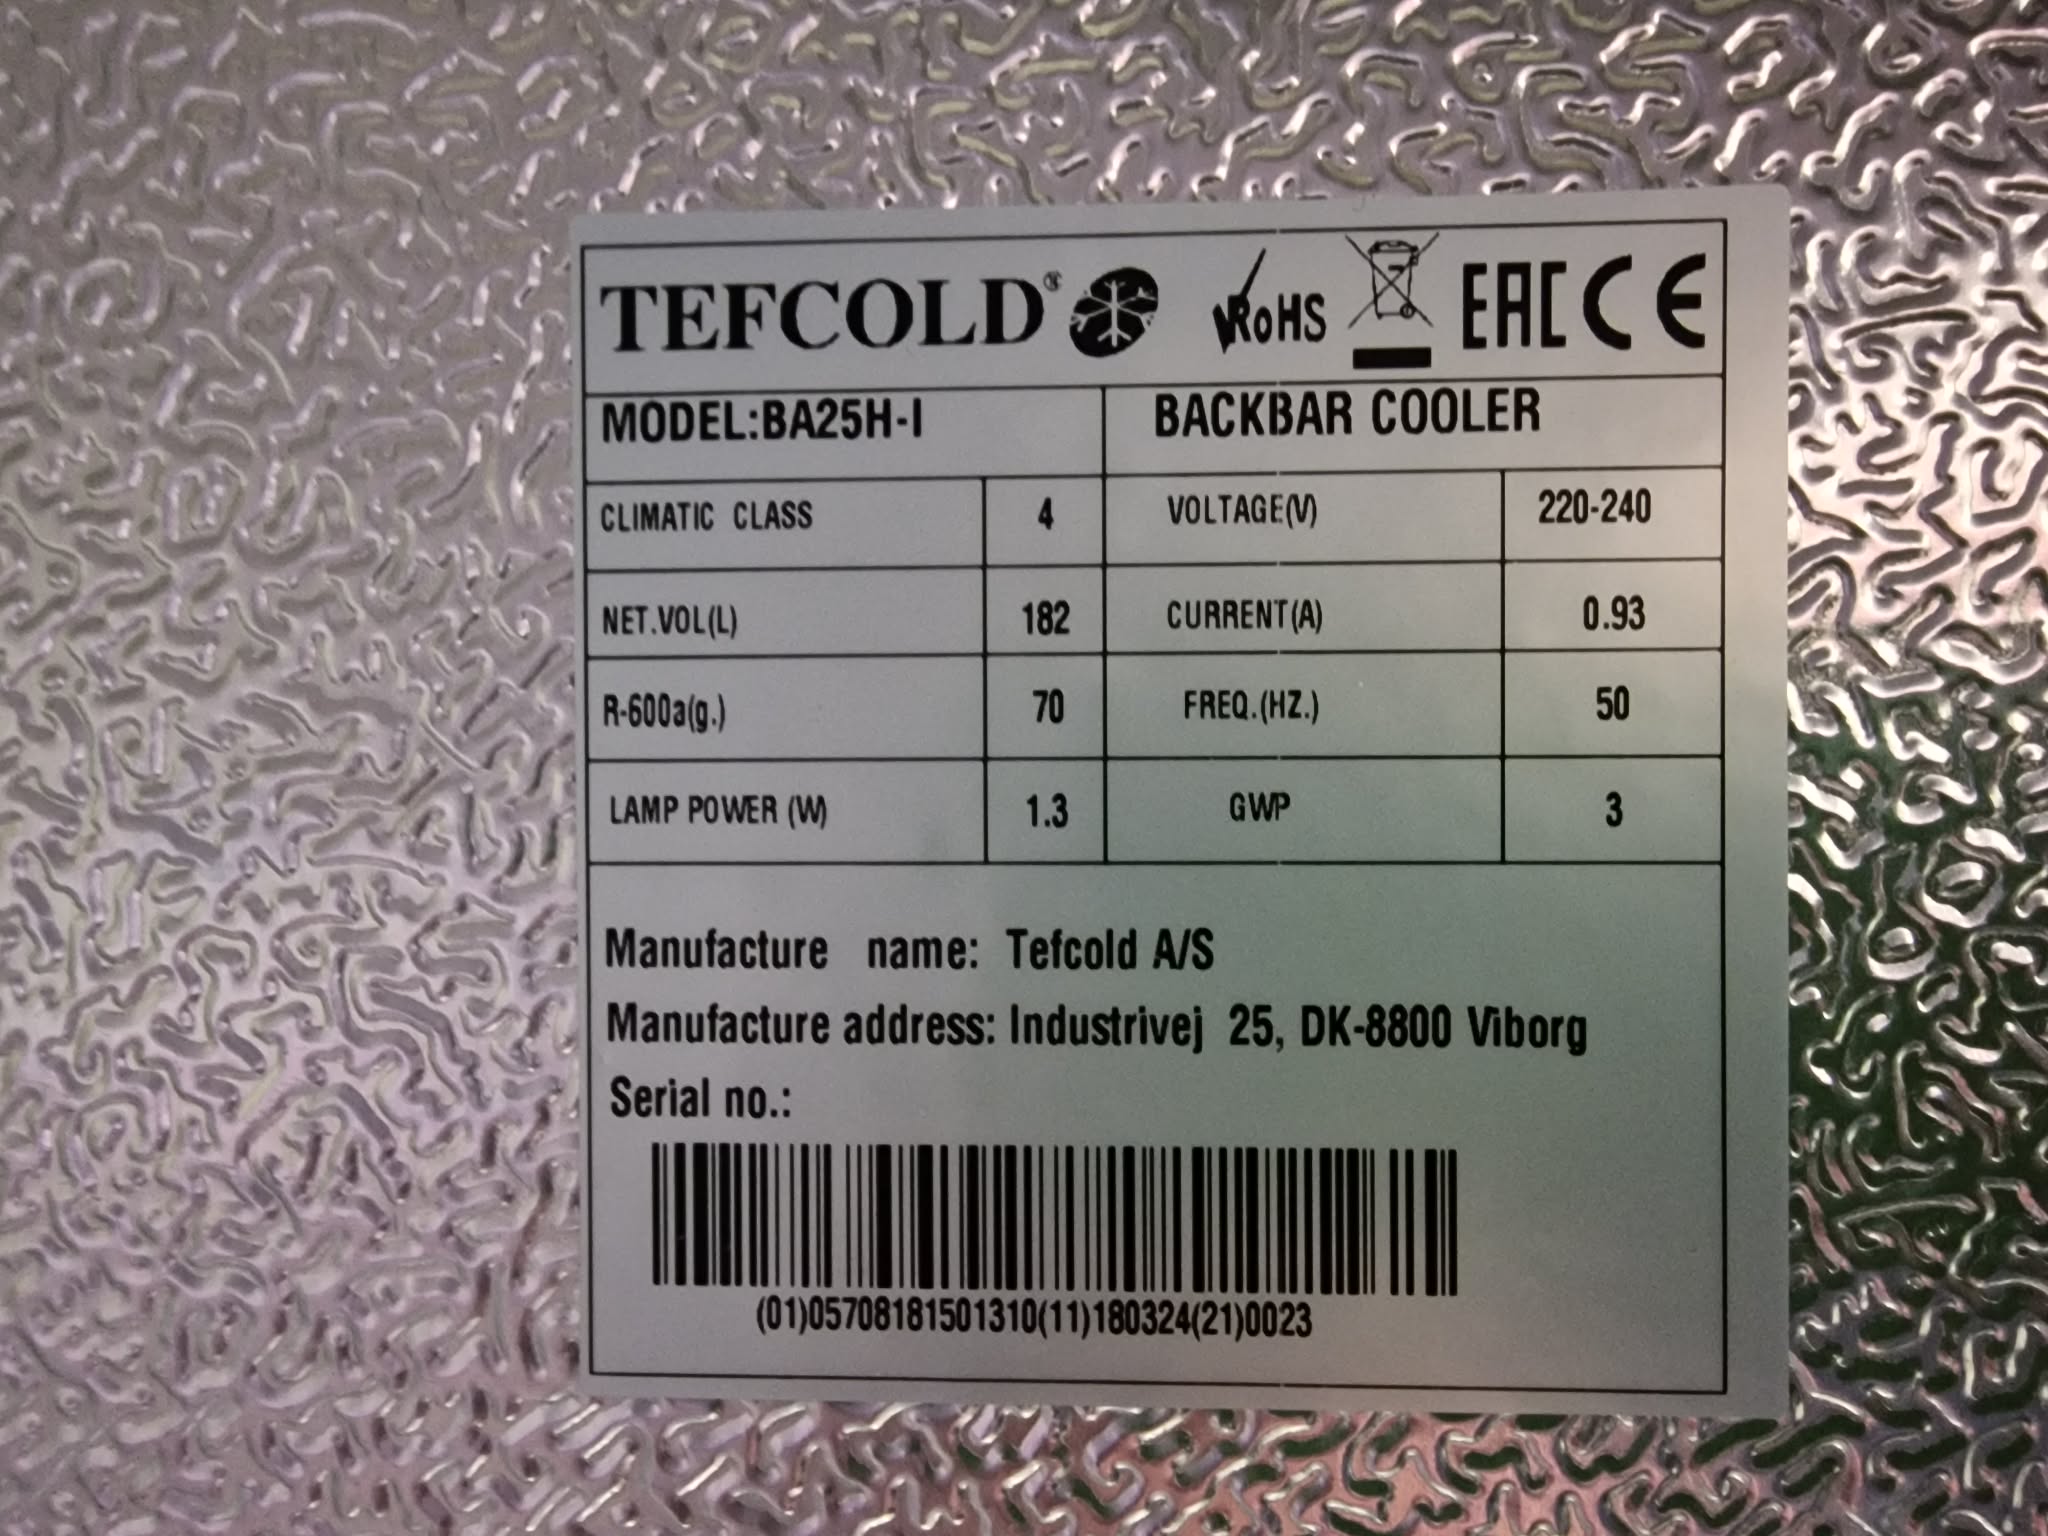 TEFCOLD® RoHS EAC CE
MODEL:BA25H-I BACKBAR COOLER
CLIMATIC CLASS 4 VOLTAGE(V) 220-240
NET.VOL(L) 182 CURRENT(A) 0.93
R-600a(g.) 70 FREQ.(HZ.) 50
LAMP POWER (W) 1.3 GWP 3
Manufacture name: Tefcold A/S
Manufacture address: Industrivej 25, DK-8800 Viborg
Serial no.:
(01)05708181501310(11)180324(21)0023